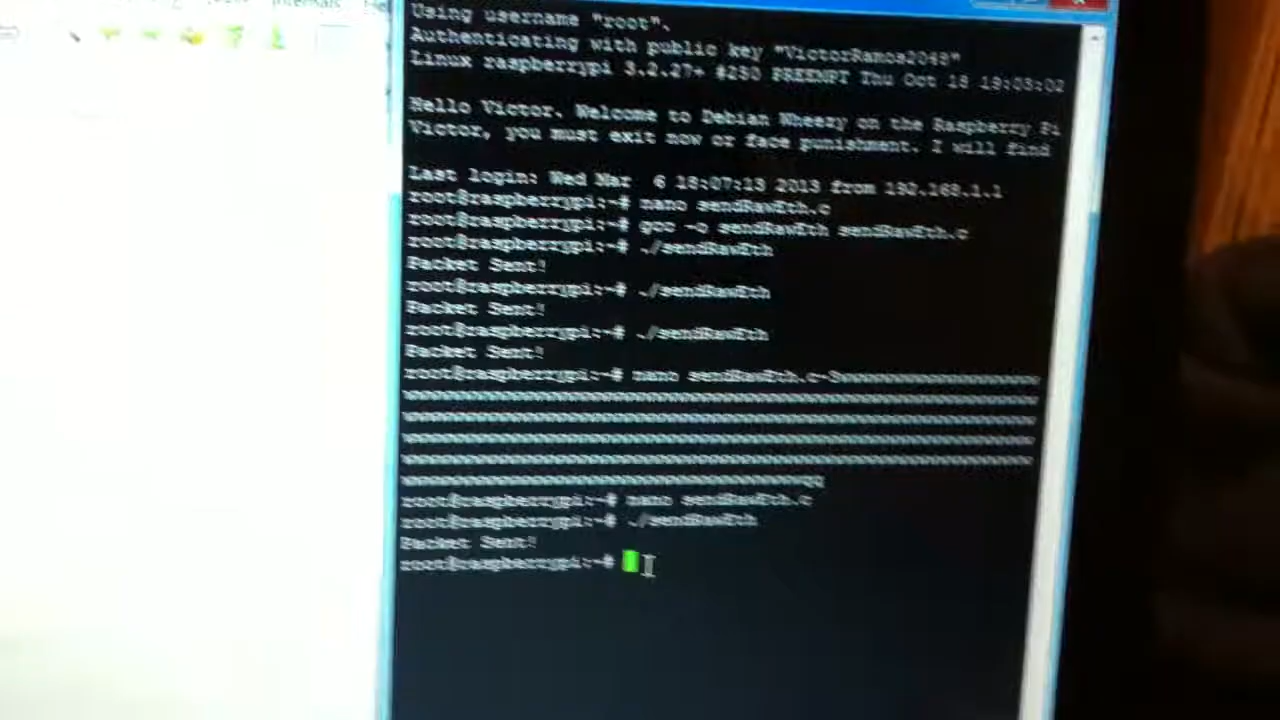 Using username "root".
Authenticating with public key "VictorRamos2048"
Linux raspberrypi 3.2.27+ #250 PREEMPT Thu Oct 18 19:03:02
Hello Victor. Welcome to Debian Wheezy on the Raspberry Pi
Victor, you must exit now or face punishment. I will find
Last login: Wed Mar  6 18:07:13 2013 from 192.168.1.1
root@raspberrypi:~# nano sendRawEth.c
root@raspberrypi:~# gcc -o sendRawEth sendRawEth.c
root@raspberrypi:~# ./sendRawEth
Packet Sent!
root@raspberrypi:~# ./sendRawEth
Packet Sent!
root@raspberrypi:~# ./sendRawEth
Packet Sent!
root@raspberrypi:~# nano sendRawEth.c
root@raspberrypi:~# nano sendRawEth.c
root@raspberrypi:~# ./sendRawEth
Packet Sent!
root@raspberrypi:~#